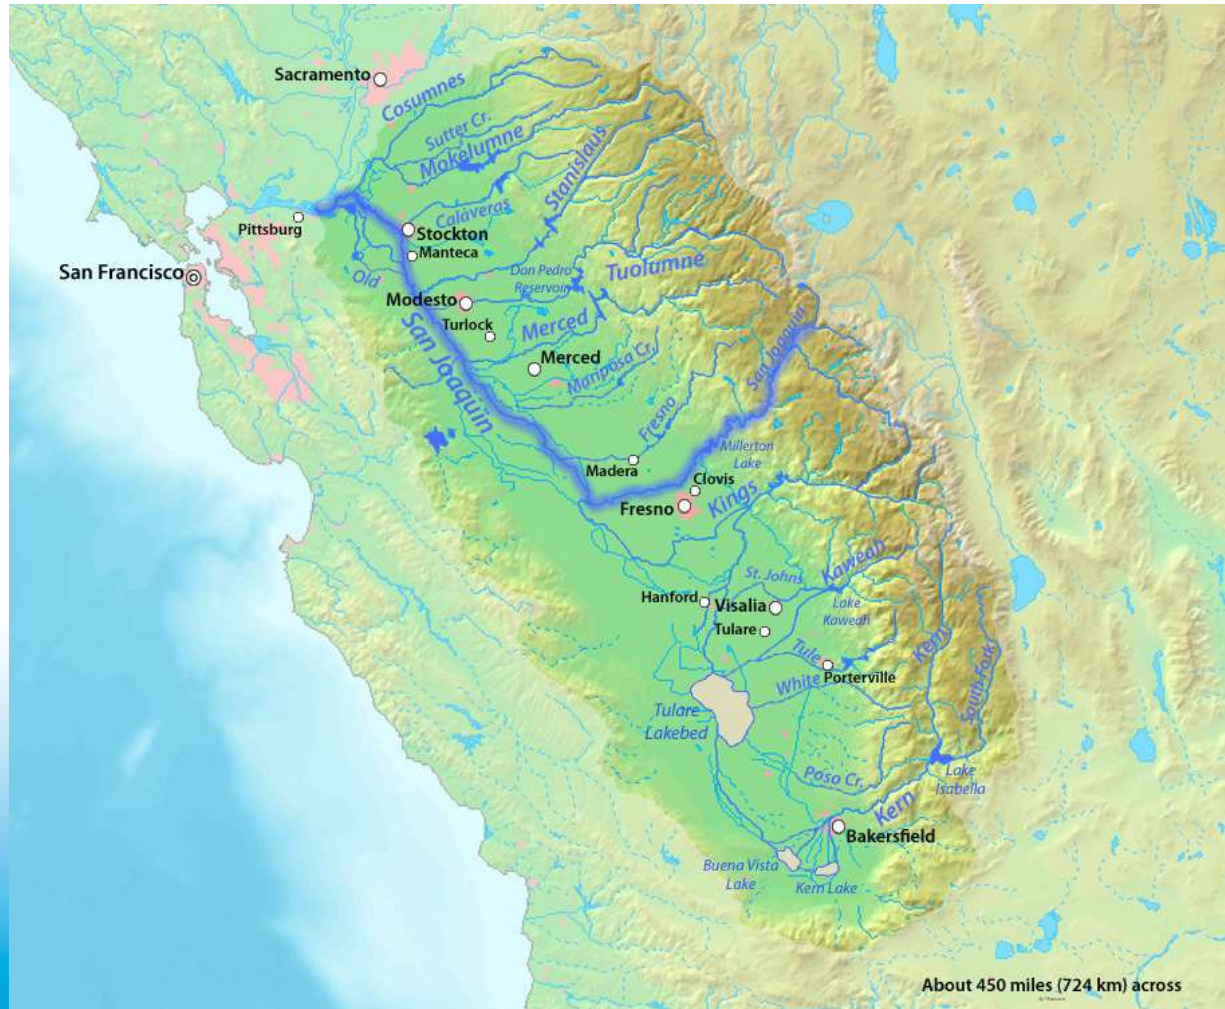 Sacramento
Cosumnes
Sutter Cr.
Mokelumne
Stanislaus
Calaveras
Pittsburg
Stockton
Manteca
San Francisco
Old
Don Pedro
Reservoir
Tuolumne
Modesto
Turlock
Merced
San Joaquin
Merced
Mariposa Cr.
San Joaquin
Fresno
Millerton
Lake
Madera
Clovis
Fresno
Kings
St. Johns
Kaweah
Hanford
Visalia
Lake
Kaweah
Tulare
Tule
Kern
Porterville
South Fork
White
Tulare
Lakebed
Poso Cr.
Lake
Isabella
Kern
Bakersfield
Buena Vista
Lake
Kern Lake
About 450 miles (724 km) across